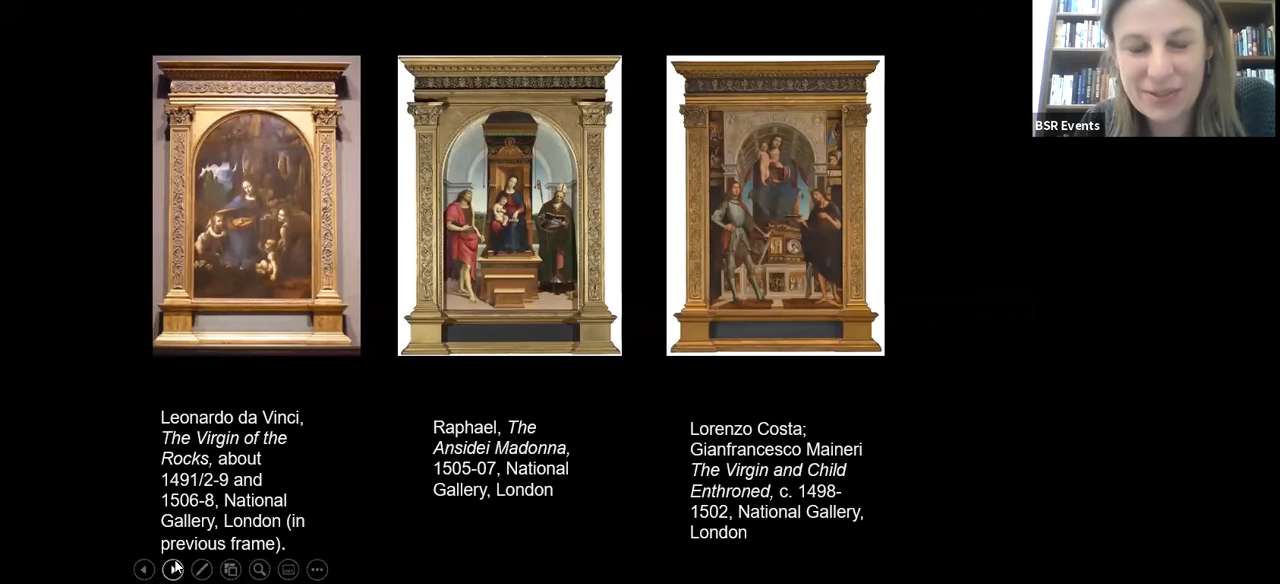 BSR Events
Leonardo da Vinci,
The Virgin of the
Rocks, about
1491/2-9 and
1506-8, National
Gallery, London (in
previous frame).
Raphael, The
Ansidei Madonna,
1505-07, National
Gallery, London
Lorenzo Costa;
Gianfrancesco Maineri
The Virgin and Child
Enthroned, c. 1498-
1502, National Gallery,
London